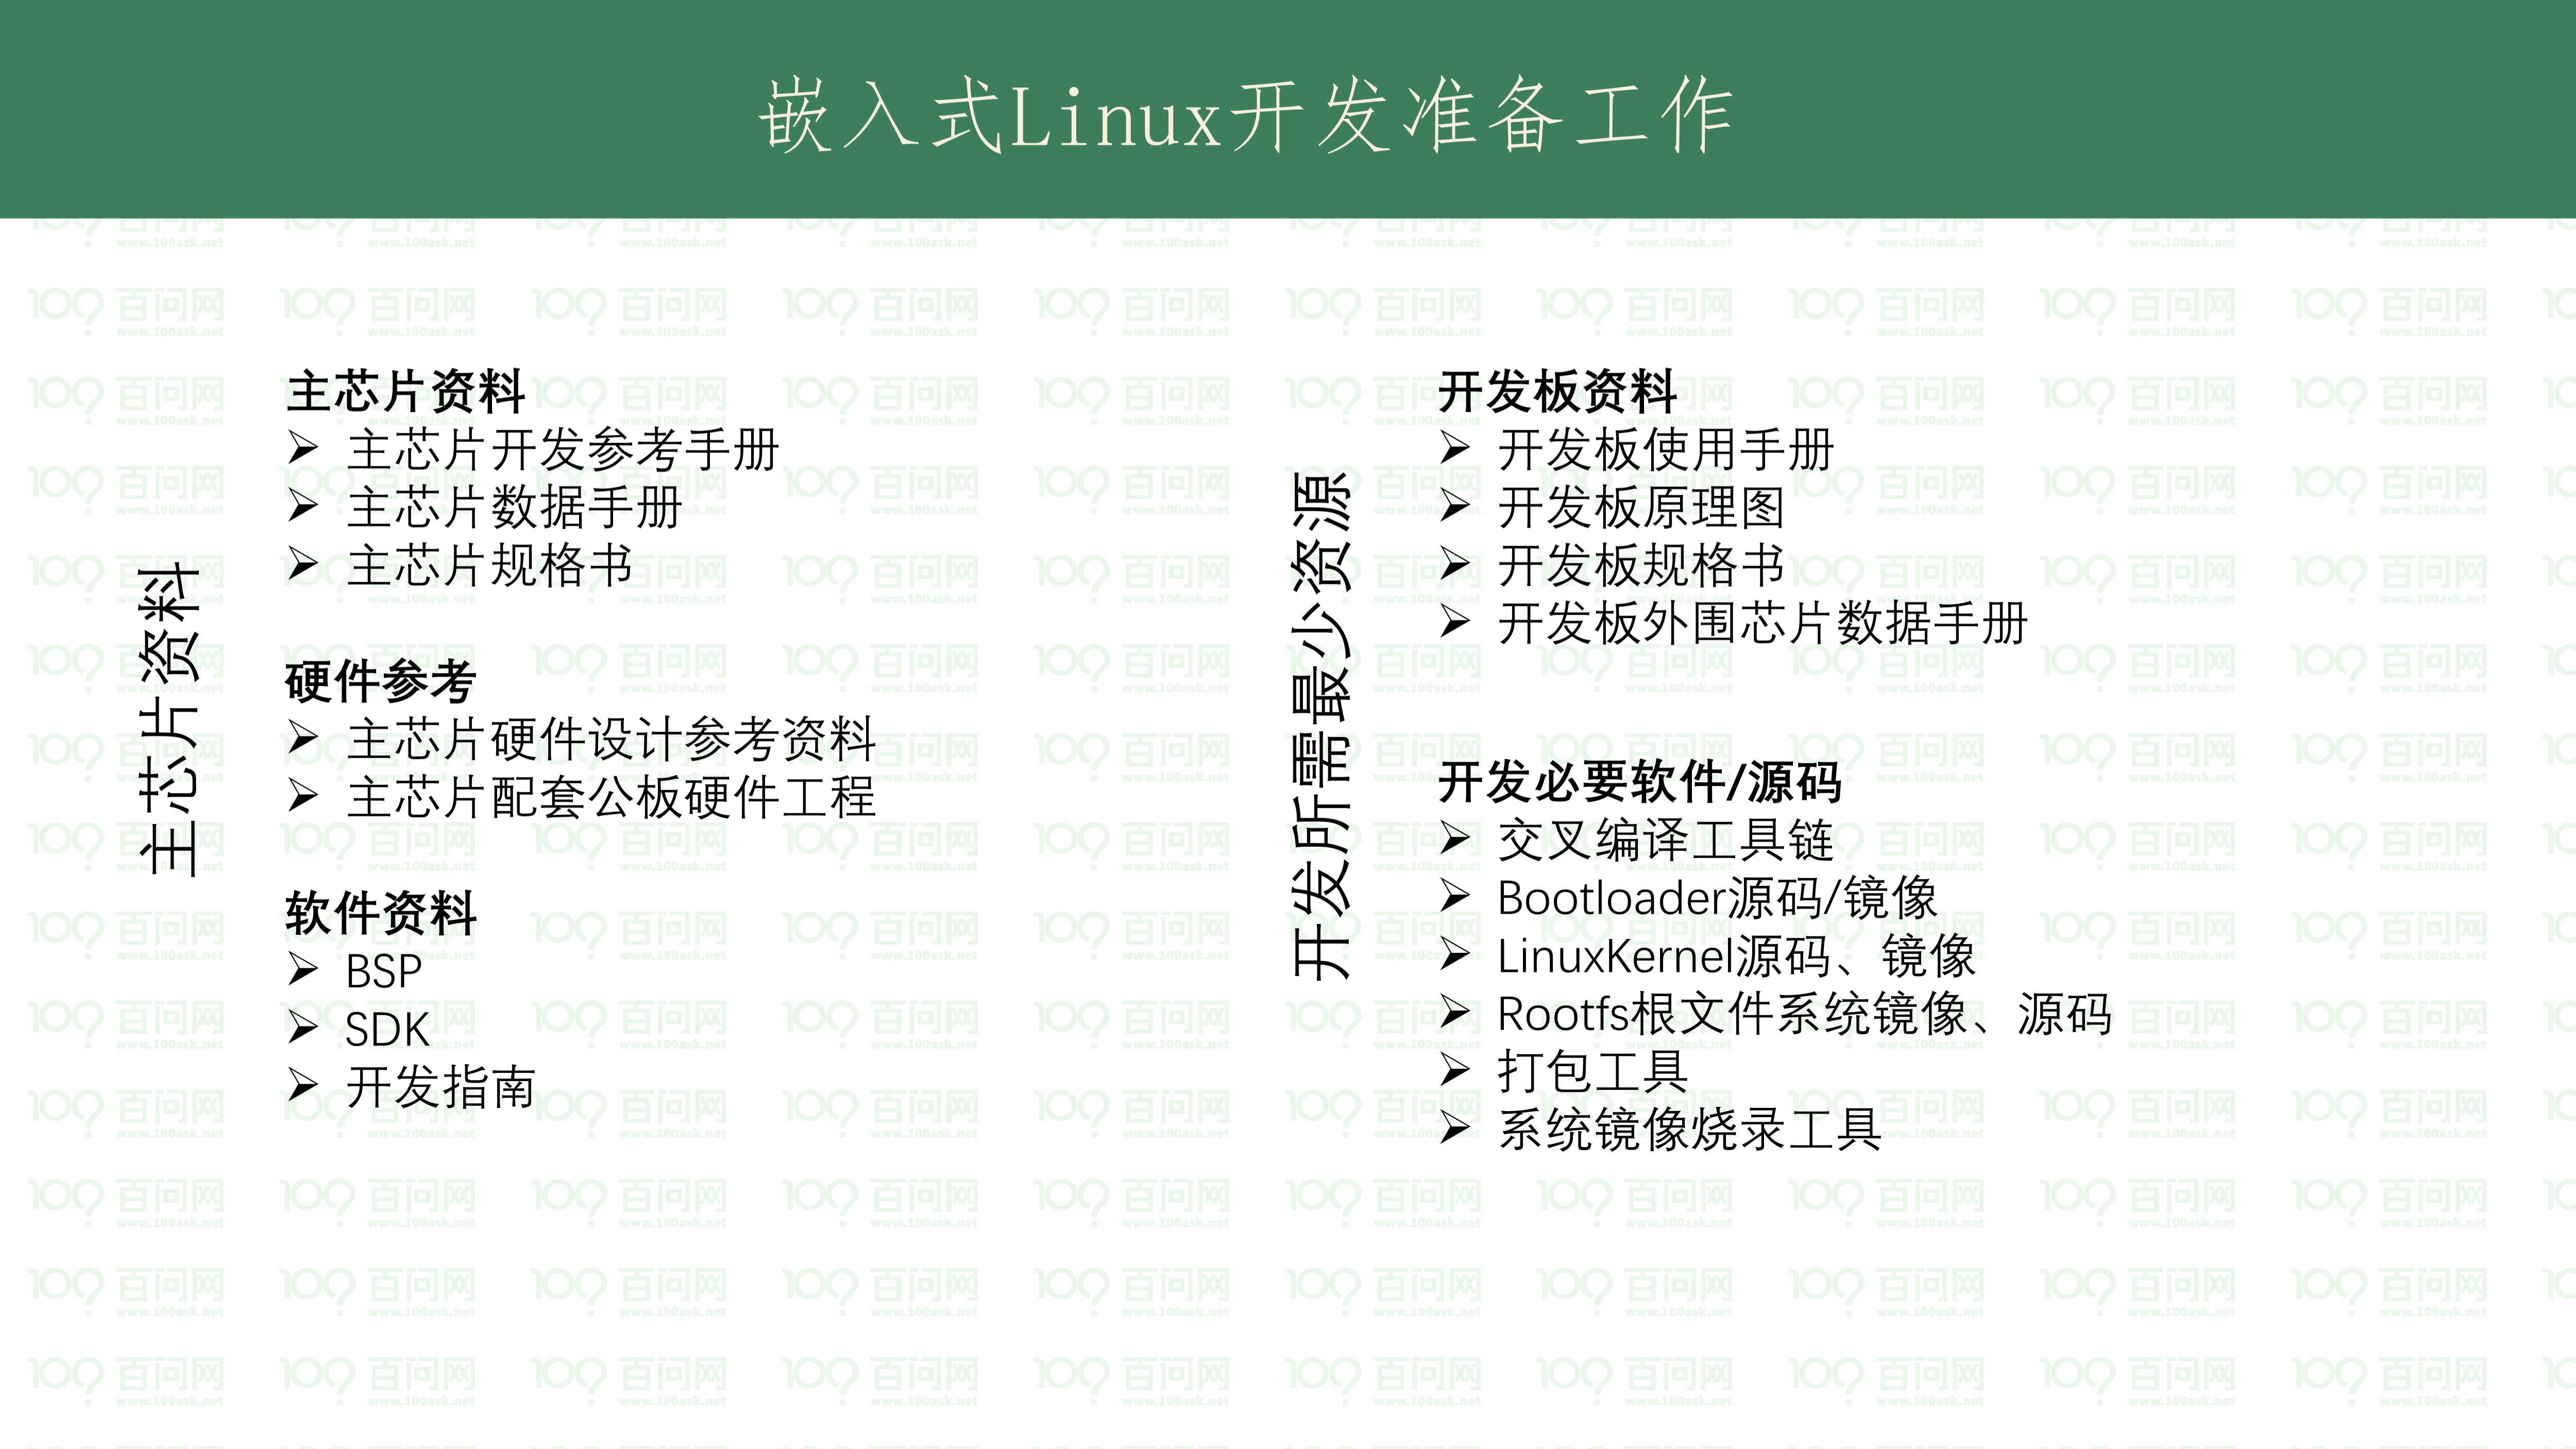 嵌入式Linux开发准备工作
主芯片资料
主芯片资料
主芯片开发参考手册
主芯片数据手册
主芯片规格书
硬件参考
主芯片硬件设计参考资料
主芯片配套公板硬件工程
软件资料
BSP
SDK
开发指南
开发所需最少资源
开发板资料
开发板使用手册
开发板原理图
开发板规格书
开发板外围芯片数据手册
开发必要软件/源码
交叉编译工具链
Bootloader源码/镜像
LinuxKernel源码、镜像
Rootfs根文件系统镜像、源码
打包工具
系统镜像烧录工具
百问网
www.100ask.net